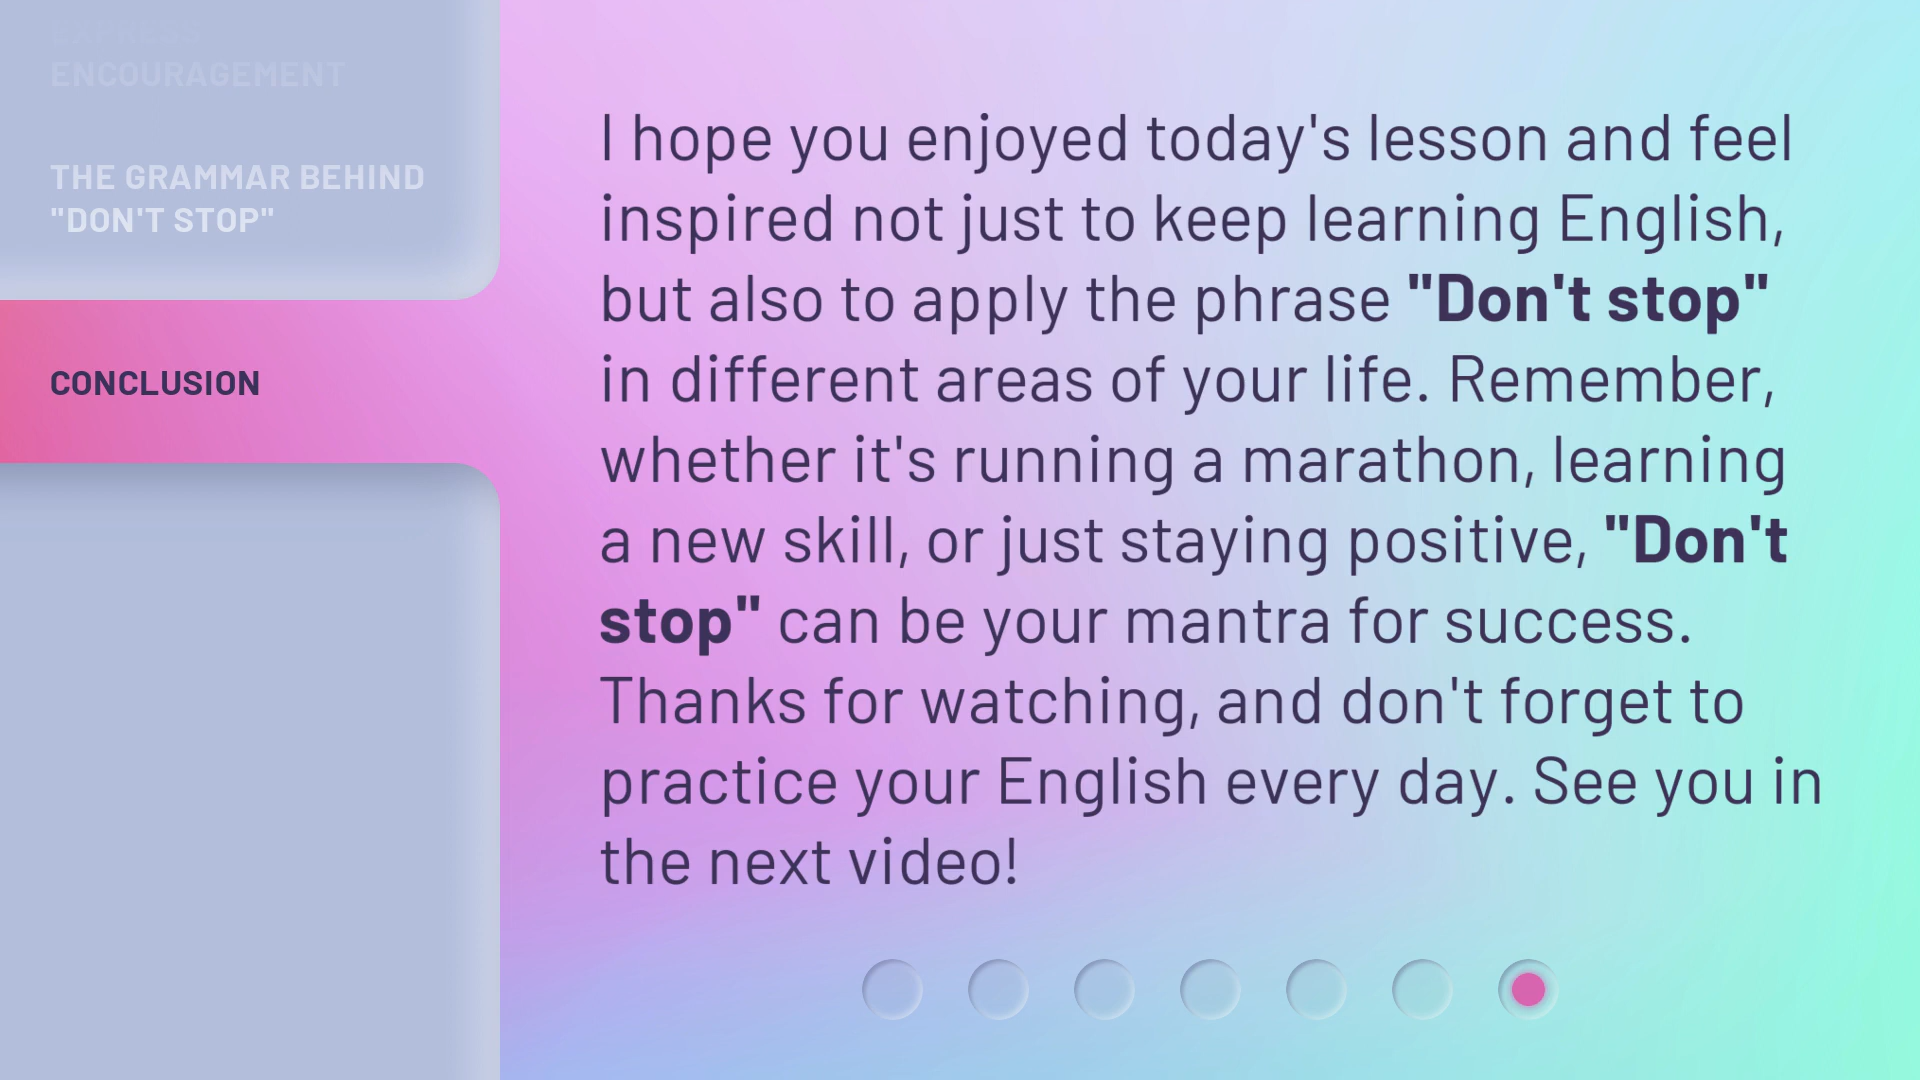 EXPRESS
ENCOURAGEMENT
THE GRAMMAR BEHIND
"DON'T STOP"
CONCLUSION
I hope you enjoyed today's lesson and feel
inspired not just to keep learning English,
but also to apply the phrase "Don't stop"
in different areas of your life. Remember,
whether it's running a marathon, learning
a new skill, or just staying positive, "Don't
stop" can be your mantra for success.
Thanks for watching, and don't forget to
practice your English every day. See you in
the next video!